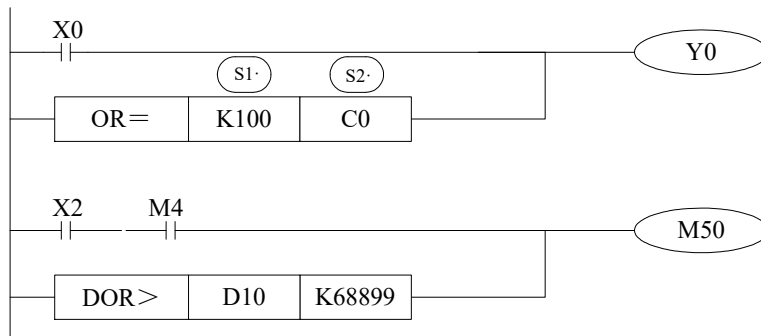 X0
Y0
S1· S2·
OR＝ K100 C0
X2 M4
M50
DOR＞ D10 K68899